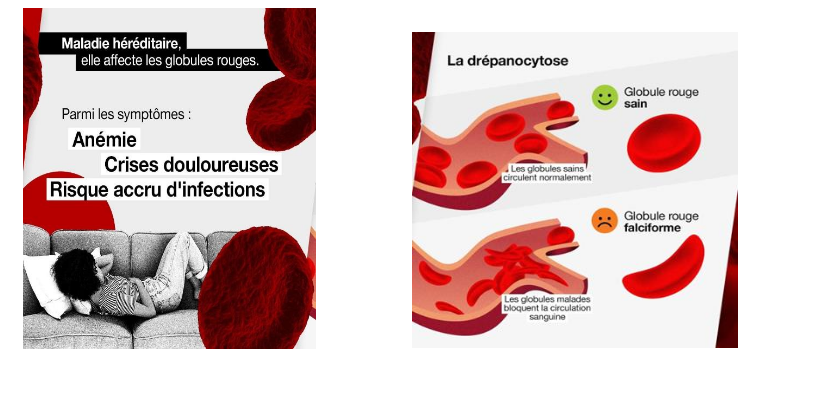 Maladie héréditaire,
elle affecte les globules rouges.
Parmi les symptômes :
Anémie
Crises douloureuses
Risque accru d'infections
La drépanocytose
Globule rouge
sain
Les globules sains
circulent normalement
Globule rouge
falciforme
Les globules malades
bloquent la circulation
sanguine